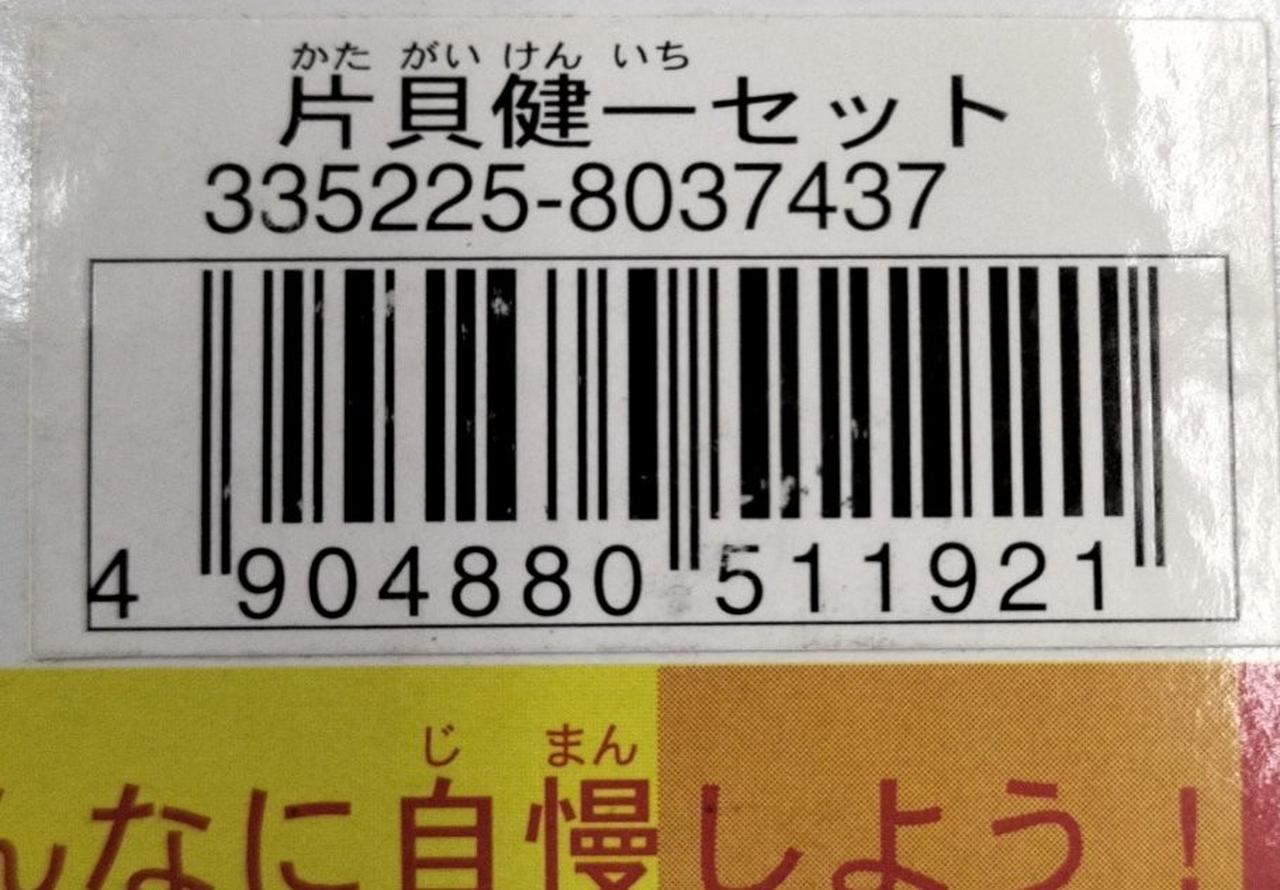 かた がい けん いち
片貝健一セット
335225-8037437
4 904880 511921
じ まん
んなに自慢しよう!